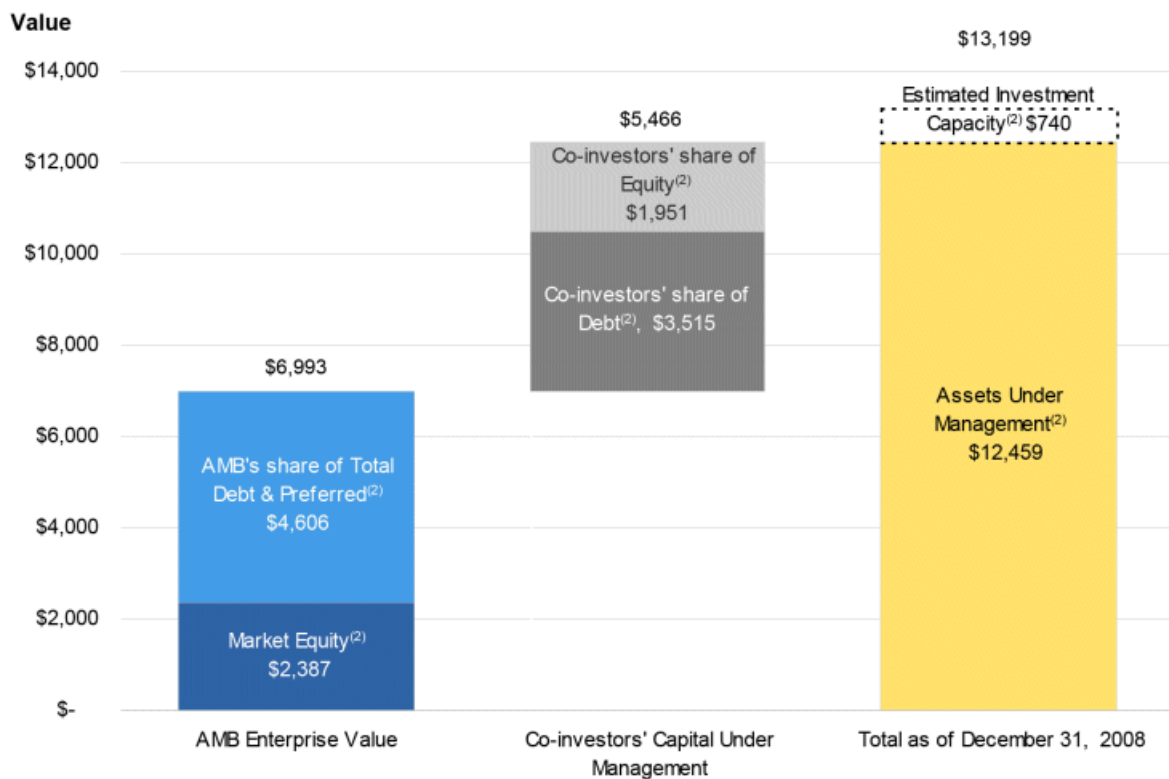 Value
$13,199
$14,000
Estimated Investment
Capacity(2) $740
$5,466
$12,000
Co-investors' share of
Equity(2)
$1,951
$10,000
Co-investors' share of
Debt(2),  $3,515
$8,000
$6,993
Assets Under
Management(2)
$12,459
$6,000
AMB's share of Total
Debt & Preferred(2)
$4,606
$4,000
$2,000
Market Equity(2)
$2,387
$-
AMB Enterprise Value
Co-investors' Capital Under
Management
Total as of December 31, 2008